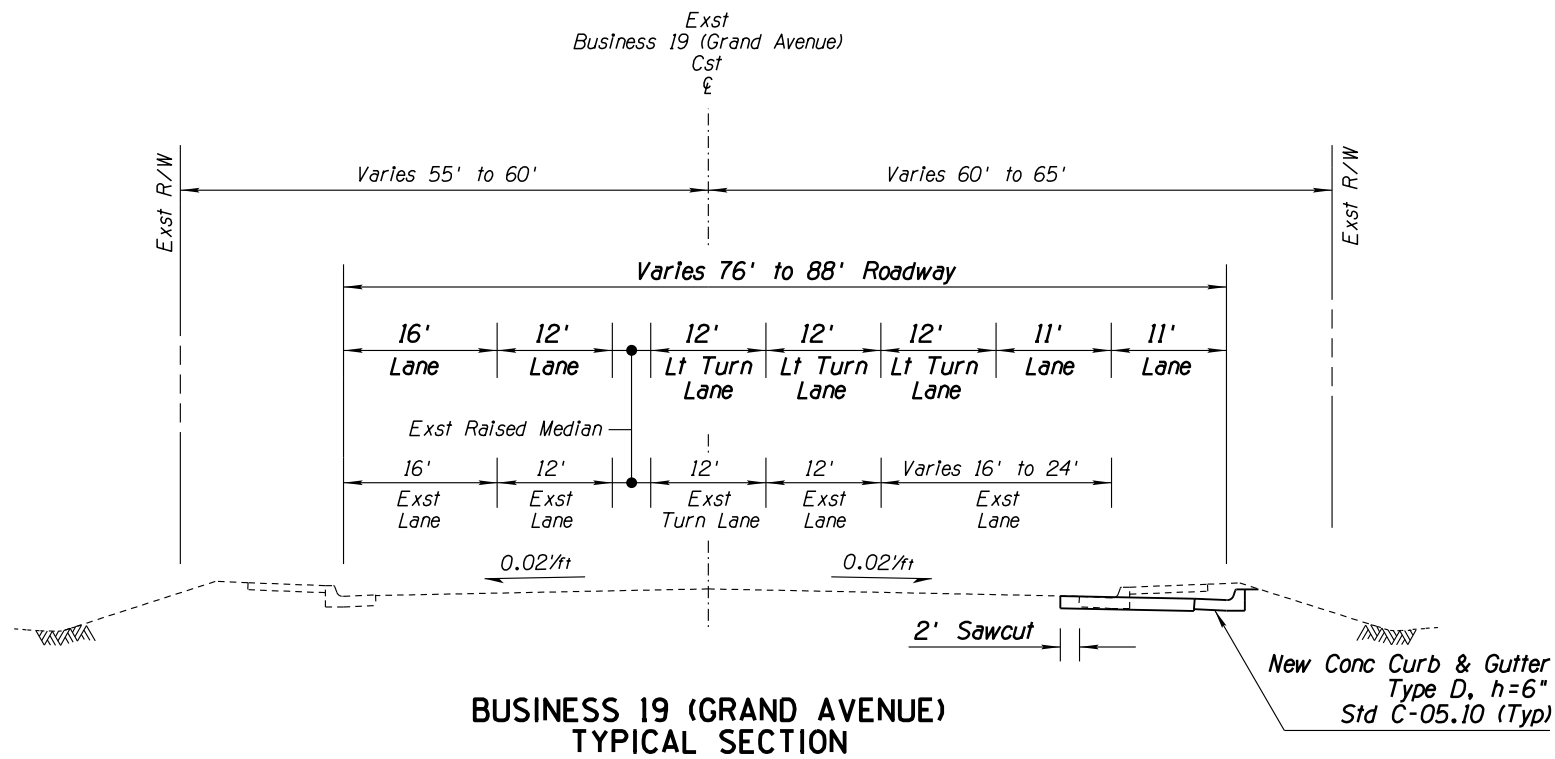 Exst
Business 19 (Grand Avenue)
Cst
℄
Exst R/W
Varies 55' to 60'
Varies 60' to 65'
Exst R/W
Varies 76' to 88' Roadway
16'
Lane
12'
Lane
12'
Lt Turn
Lane
12'
Lt Turn
Lane
12'
Lt Turn
Lane
11'
Lane
11'
Lane
Exst Raised Median
16'
Exst
Lane
12'
Exst
Lane
12'
Exst
Turn Lane
12'
Exst
Lane
Varies 16' to 24'
Exst
Lane
0.02'/ft
0.02'/ft
2' Sawcut
New Conc Curb & Gutter
Type D, h=6"
Std C-05.10 (Typ)
BUSINESS 19 (GRAND AVENUE)
TYPICAL SECTION